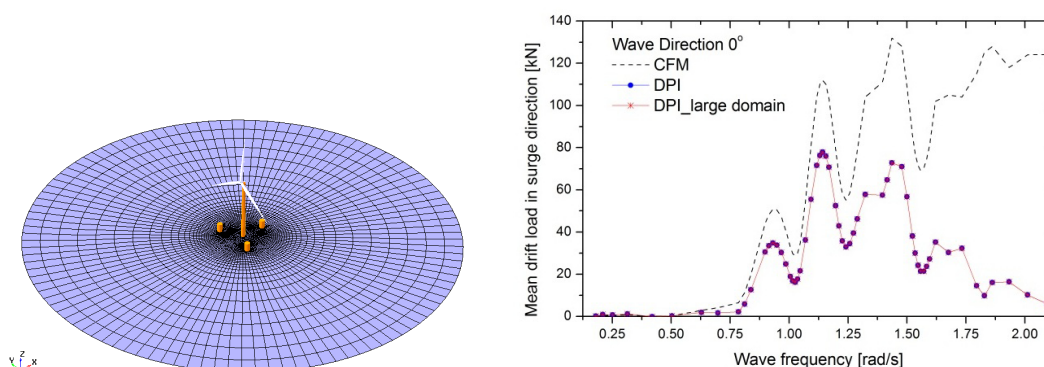 Y Z X
Mean drift load in surge direction [kN]
140
130
120
100
80
60
40
20
0
Wave Direction 0°
CFM
DPI
DPI_large domain
0.25 0.50 0.75 1.00 1.25 1.50 1.75 2.00
Wave frequency [rad/s]